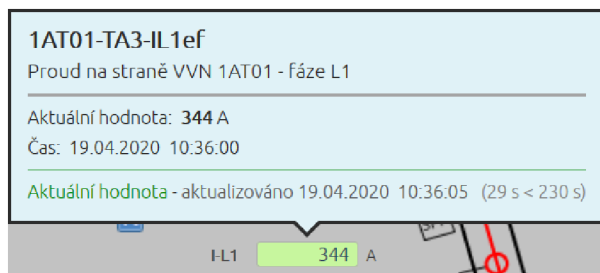 1AT01-TA3-IL1ef
Proud na straně VVN 1AT01 - fáze L1
Aktuální hodnota: 344 A
Čas: 19.04.2020 10:36:00
Aktuální hodnota - aktualizováno 19.04.2020 10:36:05 (29 s < 230 s)
I-L1 344 A